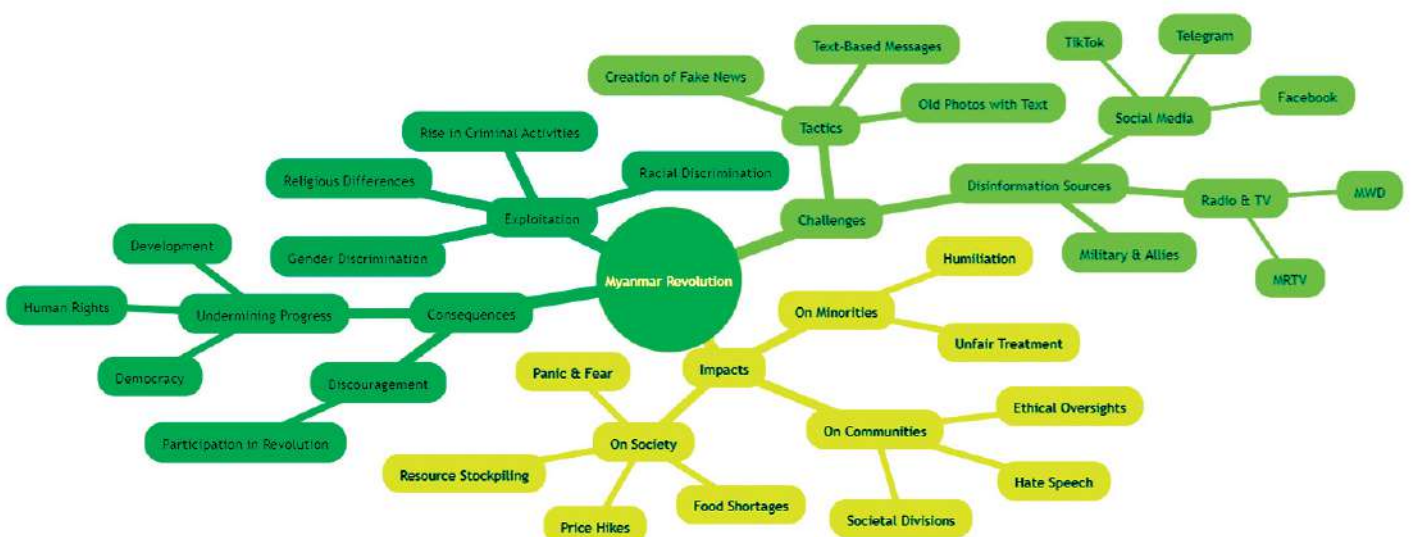 Myanmar Revolution
Challenges
Tactics
Creation of Fake News
Text-Based Messages
Old Photos with Text
Disinformation Sources
Social Media
TikTok
Telegram
Facebook
Radio & TV
MWD
MRTV
Military & Allies
Impacts
On Minorities
Humiliation
Unfair Treatment
On Communities
Ethical Oversights
Hate Speech
Societal Divisions
On Society
Panic & Fear
Resource Stockpiling
Price Hikes
Food Shortages
Consequences
Undermining Progress
Development
Human Rights
Democracy
Discouragement
Participation in Revolution
Exploitation
Rise in Criminal Activities
Religious Differences
Racial Discrimination
Gender Discrimination